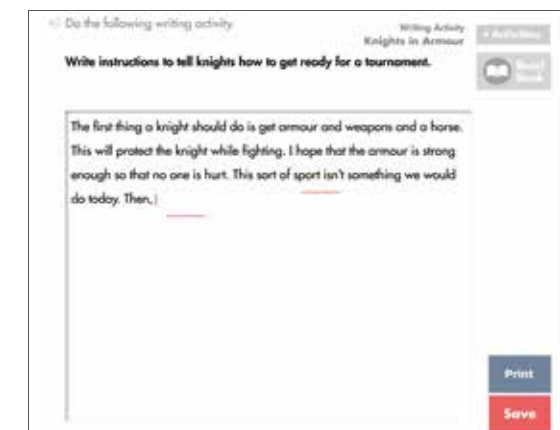 Do the following writing activity
Writing Activity
Knights in Armour
Write instructions to tell knights how to get ready for a tournament.
The first thing a knight should do is get armour and weapons and a horse.
This will protect the knight while fighting. I hope that the armour is strong
enough so that no one is hurt. This sort of sport isn't something we would
do today. Then,
Print
Save